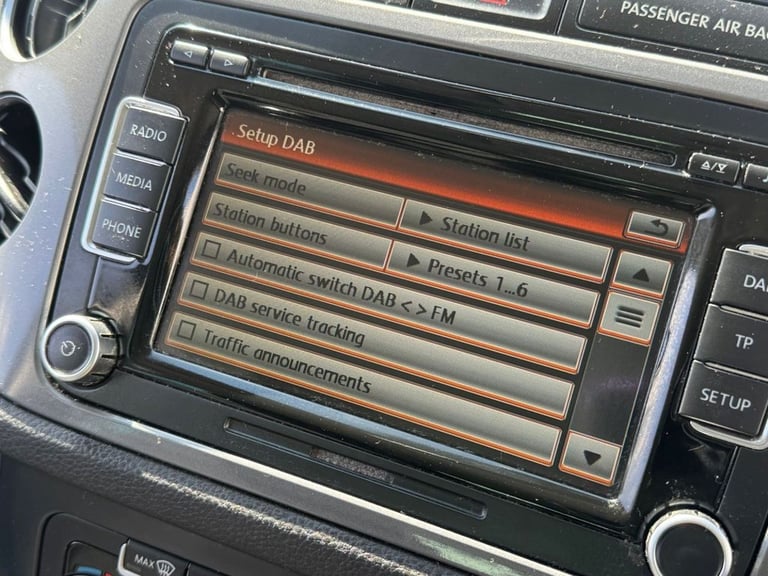 PASSENGER AIR BA
RADIO
MEDIA
PHONE
Setup DAB
Seek mode
▶ Station list
Station buttons
▶ Presets 1...6
Automatic switch DAB < > FM
DAB service tracking
Traffic announcements
TP
SETUP
MAX